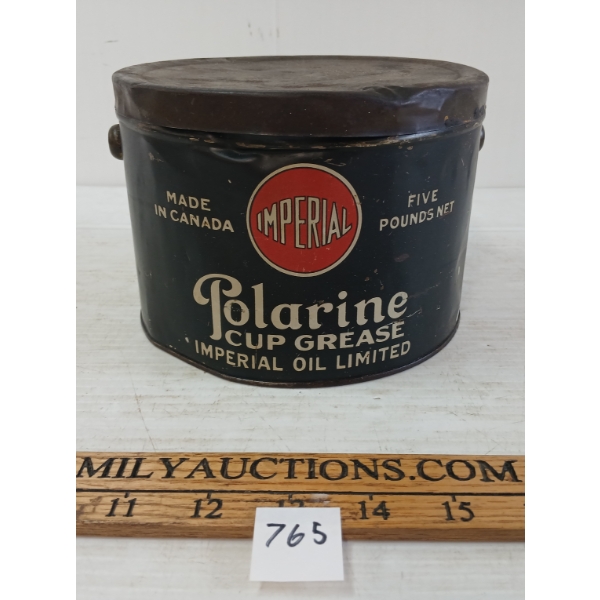 MADE
IN CANADA
IMPERIAL
FIVE
POUNDS NET
Polarine
CUP GREASE
IMPERIAL OIL LIMITED
MILYAUCTIONS.COM
11 12 13 14 15
765